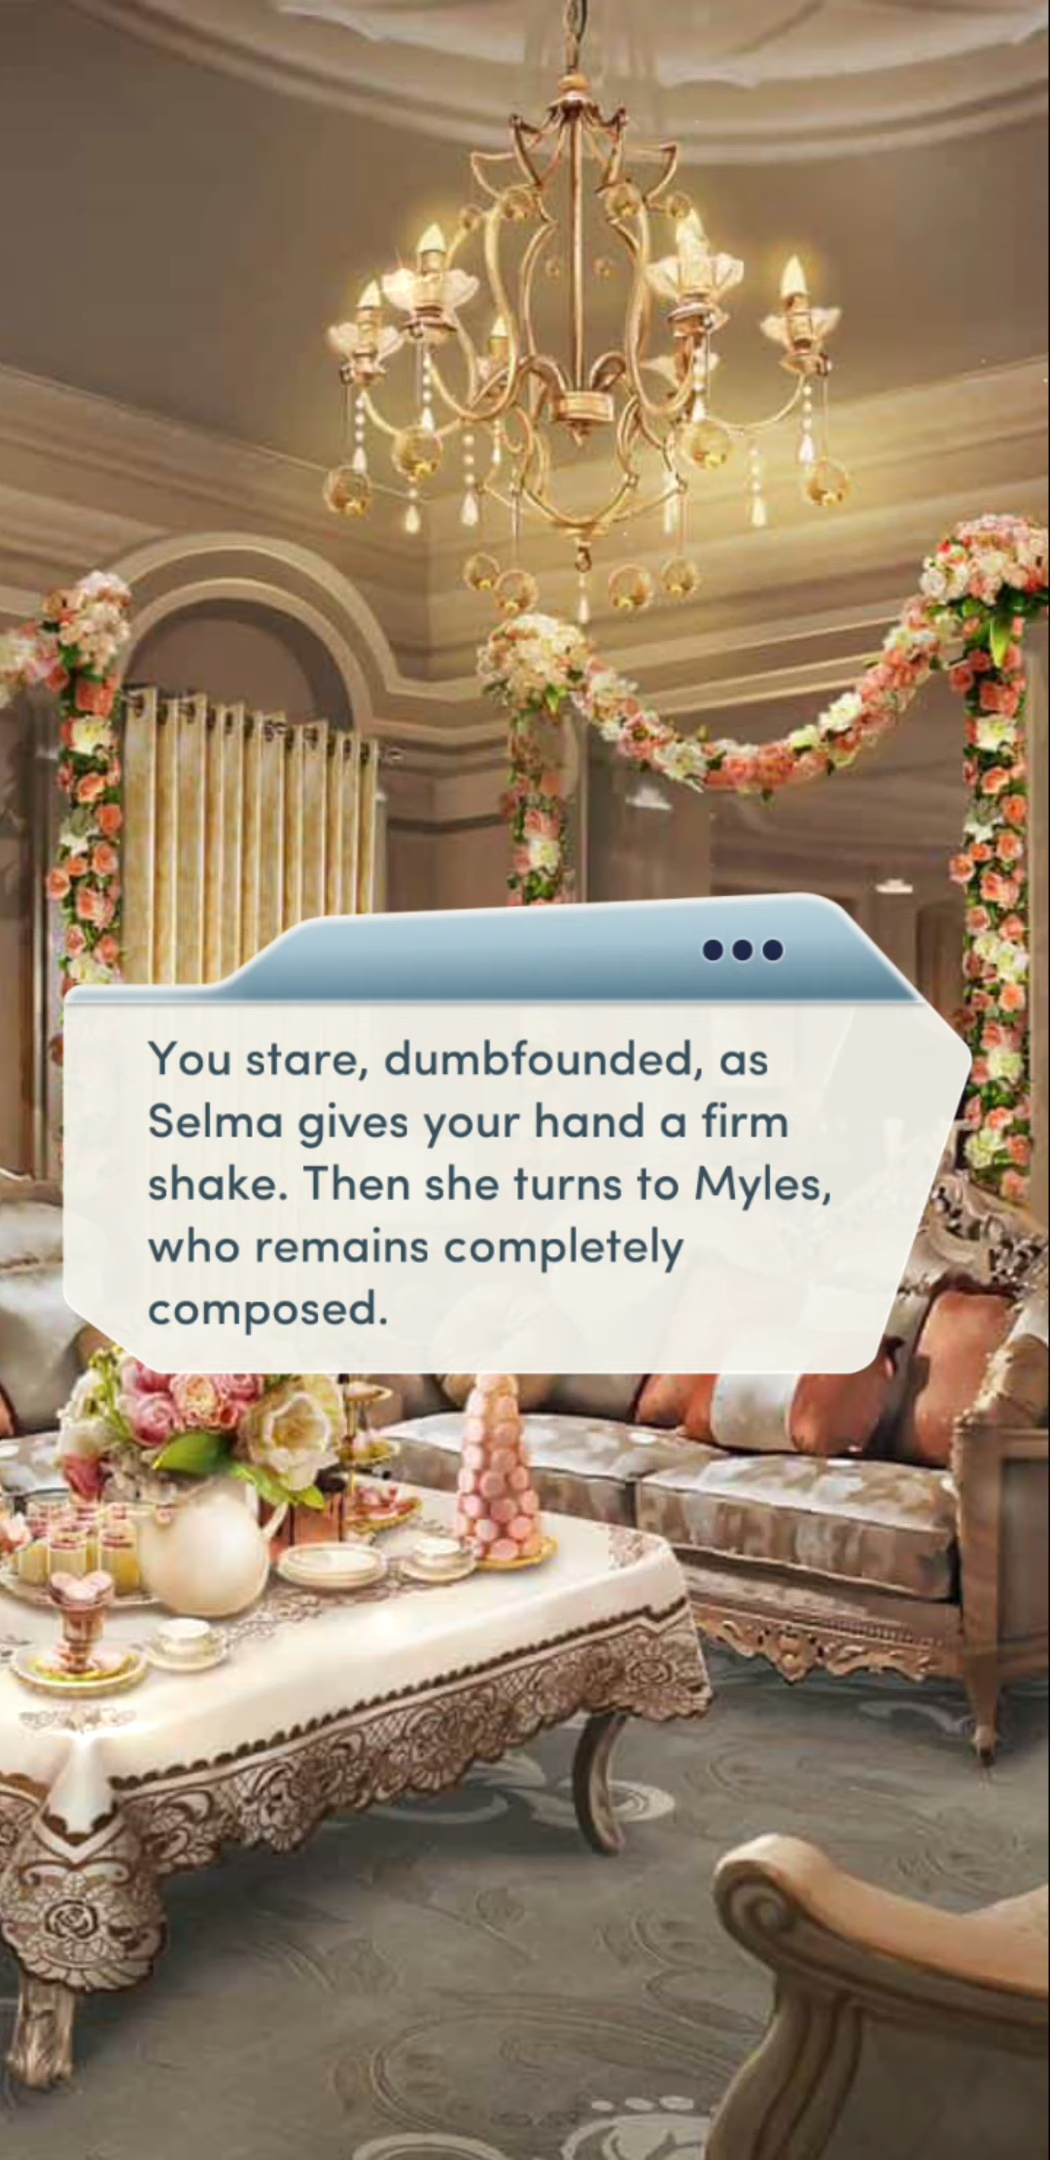 You stare, dumbfounded, as
Selma gives your hand a firm
shake. Then she turns to Myles,
who remains completely
composed.